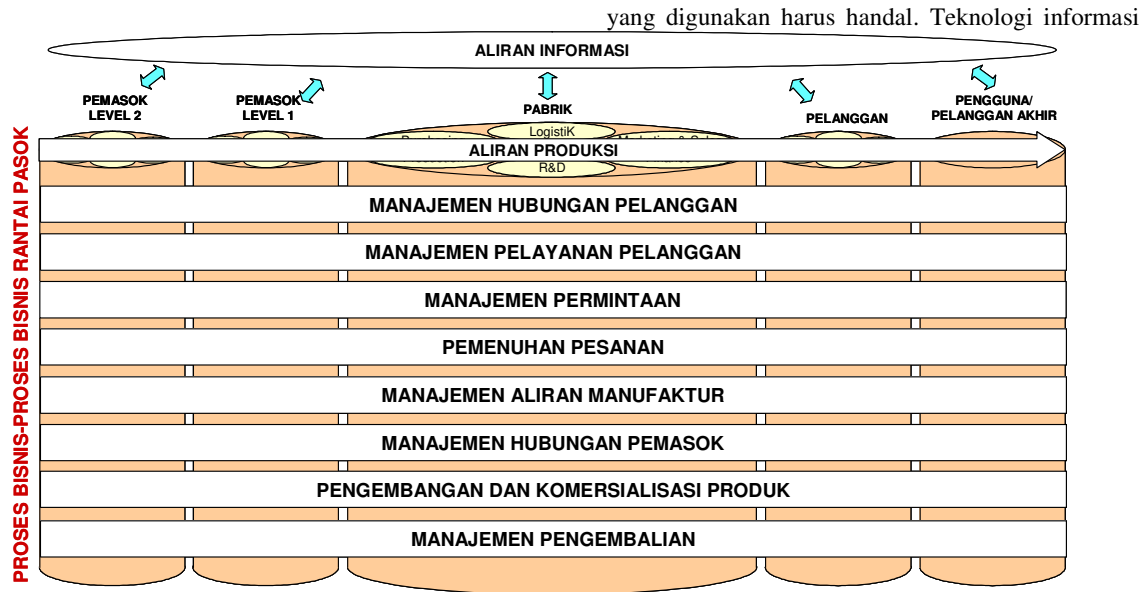 yang digunakan harus handal. Teknologi informasi
ALIRAN INFORMASI
PEMASOK
LEVEL 2
PEMASOK
LEVEL 1
PABRIK
PELANGGAN
PENGGUNA/
PELANGGAN AKHIR
LogistiK
ALIRAN PRODUKSI
R&D
PROSES BISNIS-PROSES BISNIS RANTAI PASOK
MANAJEMEN HUBUNGAN PELANGGAN
MANAJEMEN PELAYANAN PELANGGAN
MANAJEMEN PERMINTAAN
PEMENUHAN PESANAN
MANAJEMEN ALIRAN MANUFAKTUR
MANAJEMEN HUBUNGAN PEMASOK
PENGEMBANGAN DAN KOMERSIALISASI PRODUK
MANAJEMEN PENGEMBALIAN